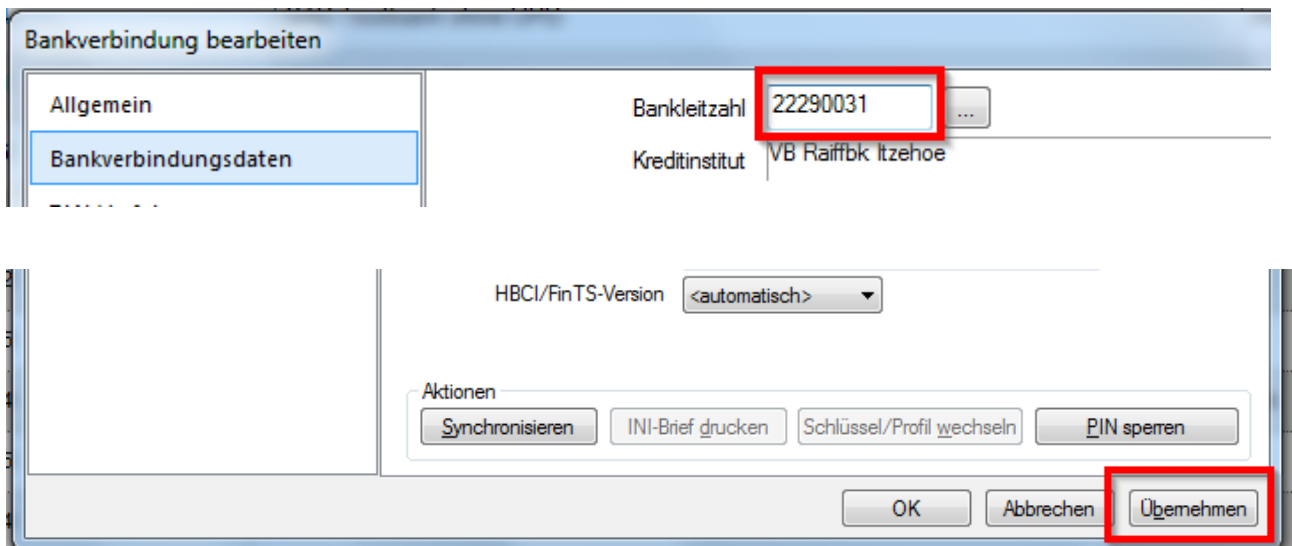 Bankverbindung bearbeiten
Allgemein
Bankleitzahl 22290031 ...
Bankverbindungsdaten
Kreditinstitut VB Raiffbk Itzehoe
HBCI/FinTS-Version <automatisch>
Aktionen
Synchronisieren INI-Brief drucken Schlüssel/Profil wechseln PIN sperren
OK Abbrechen Übernehmen